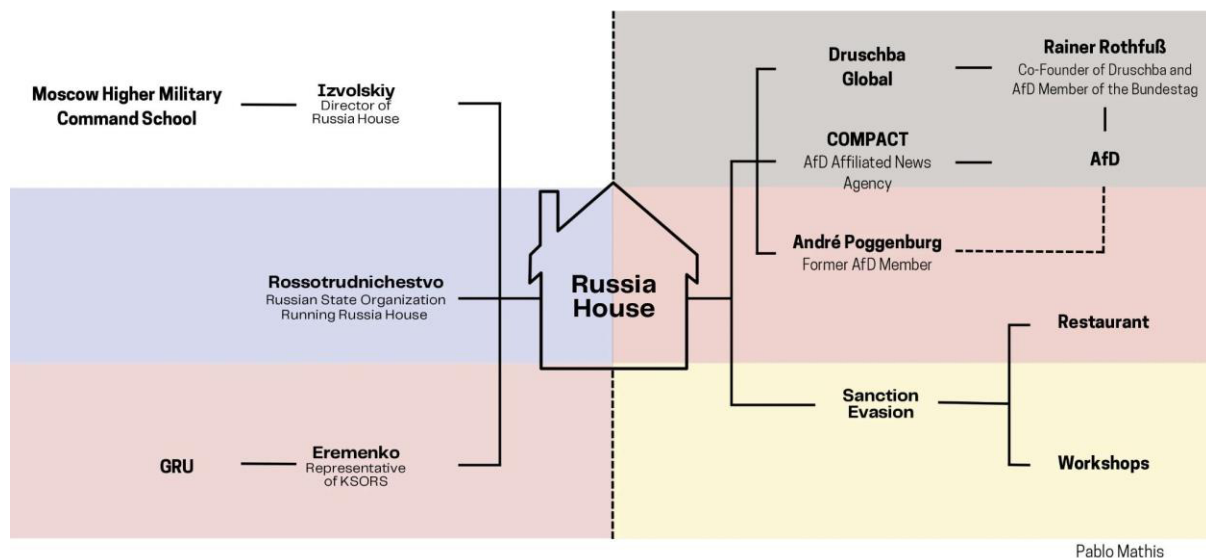 Moscow Higher Military
Command School
Izvolskiy
Director of
Russia House
Rossotrudnichestvo
Russian State Organization
Running Russia House
GRU
Eremenko
Representative
of KSORS
Russia
House
Druschba
Global
Rainer Rothfuß
Co-Founder of Druschba and
AfD Member of the Bundestag
COMPACT
AfD Affiliated News
Agency
AfD
André Poggenburg
Former AfD Member
Restaurant
Sanction
Evasion
Workshops
Pablo Mathis